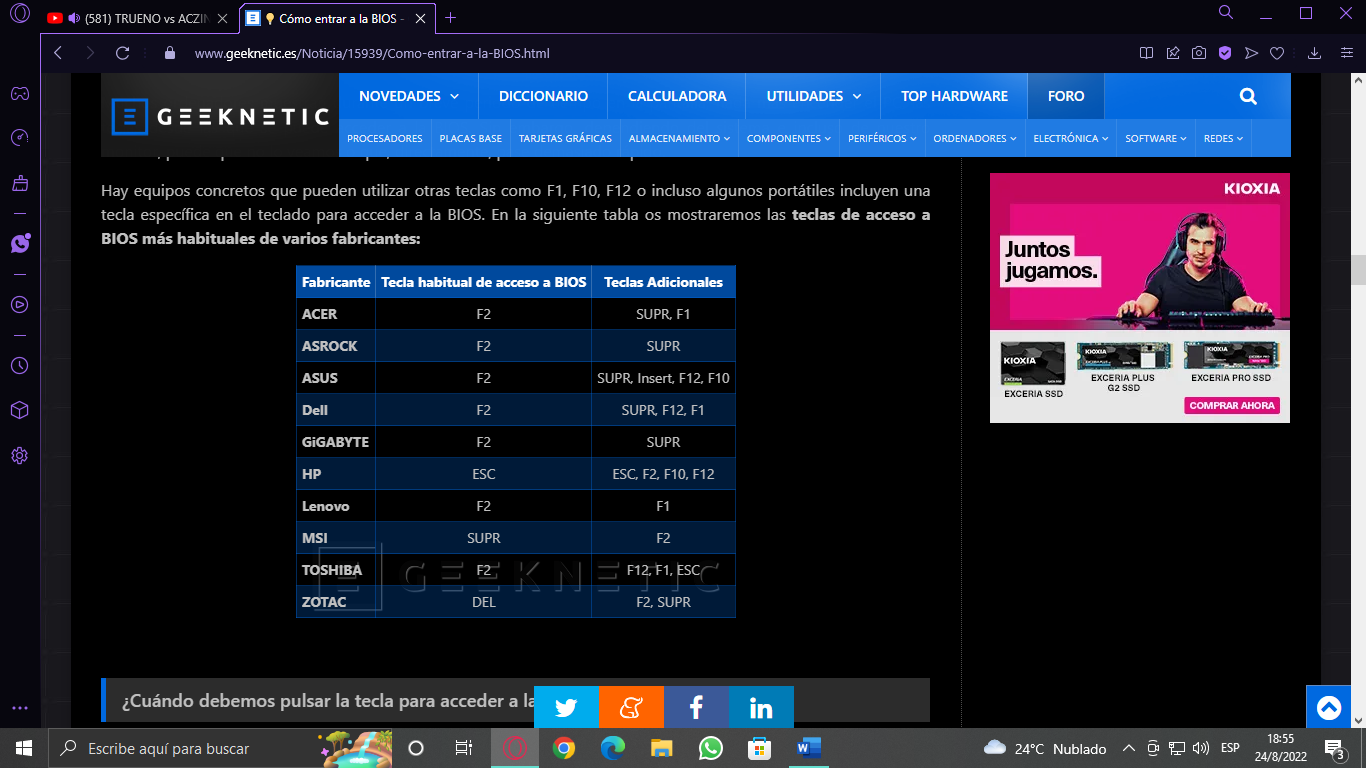 (581) TRUENO vs ACZIN
Cómo entrar a la BIOS -
www.geeknetic.es/Noticia/15939/Como-entrar-a-la-BIOS.html
GEEKNETIC
NOVEDADES DICCIONARIO CALCULADORA UTILIDADES TOP HARDWARE FORO
PROCESADORES PLACAS BASE TARJETAS GRÁFICAS ALMACENAMIENTO COMPONENTES PERIFÉRICOS ORDENADORES ELECTRÓNICA SOFTWARE REDES
Hay equipos concretos que pueden utilizar otras teclas como F1, F10, F12 o incluso algunos portátiles incluyen una
tecla específica en el teclado para acceder a la BIOS. En la siguiente tabla os mostraremos las teclas de acceso a
BIOS más habituales de varios fabricantes:
Fabricante Tecla habitual de acceso a BIOS Teclas Adicionales
ACER F2 SUPR, F1
ASROCK F2 SUPR
ASUS F2 SUPR, Insert, F12, F10
Dell F2 SUPR, F12, F1
GiGABYTE F2 SUPR
HP ESC ESC, F2, F10, F12
Lenovo F2 F1
MSI SUPR F2
TOSHIBA F2 F12, F1, ESC
ZOTAC DEL F2, SUPR
GEEKNETIC
¿Cuándo debemos pulsar la tecla para acceder a la
KIOXIA
Juntos
jugamos.
KIOXIA
EXCERIA
EXCERIA SSD
KIOXIA
EXCERIA PLUS
G2 SSD
KIOXIA
EXCERIA PRO SSD
COMPRAR AHORA
Escribe aquí para buscar
24°C Nublado
ESP
18:55
24/8/2022
3